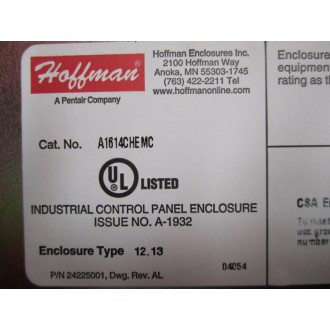 Hoffman
A Pentair Company
Hoffman Enclosures Inc.
2100 Hoffman Way
Anoka, MN 55303-1745
(763) 422-2211 Tel
www.hoffmanonline.com
Enclosure
equipment
rating as th
Cat. No. A1614CHEMC
UL LISTED
INDUSTRIAL CONTROL PANEL ENCLOSURE
ISSUE NO. A-1932
CSA E
Enclosure Type 12,13
number
P/N 24225001, Dwg. Rev. AL
04054